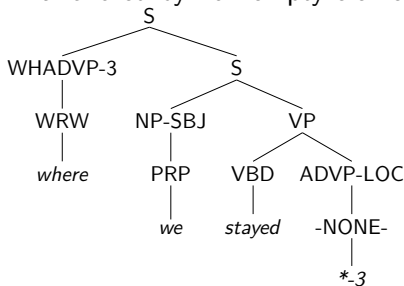 S
WHADVP-3 S
WRW NP-SBJ VP
where PRP VBD ADVP-LOC
we stayed -NONE-
*-3